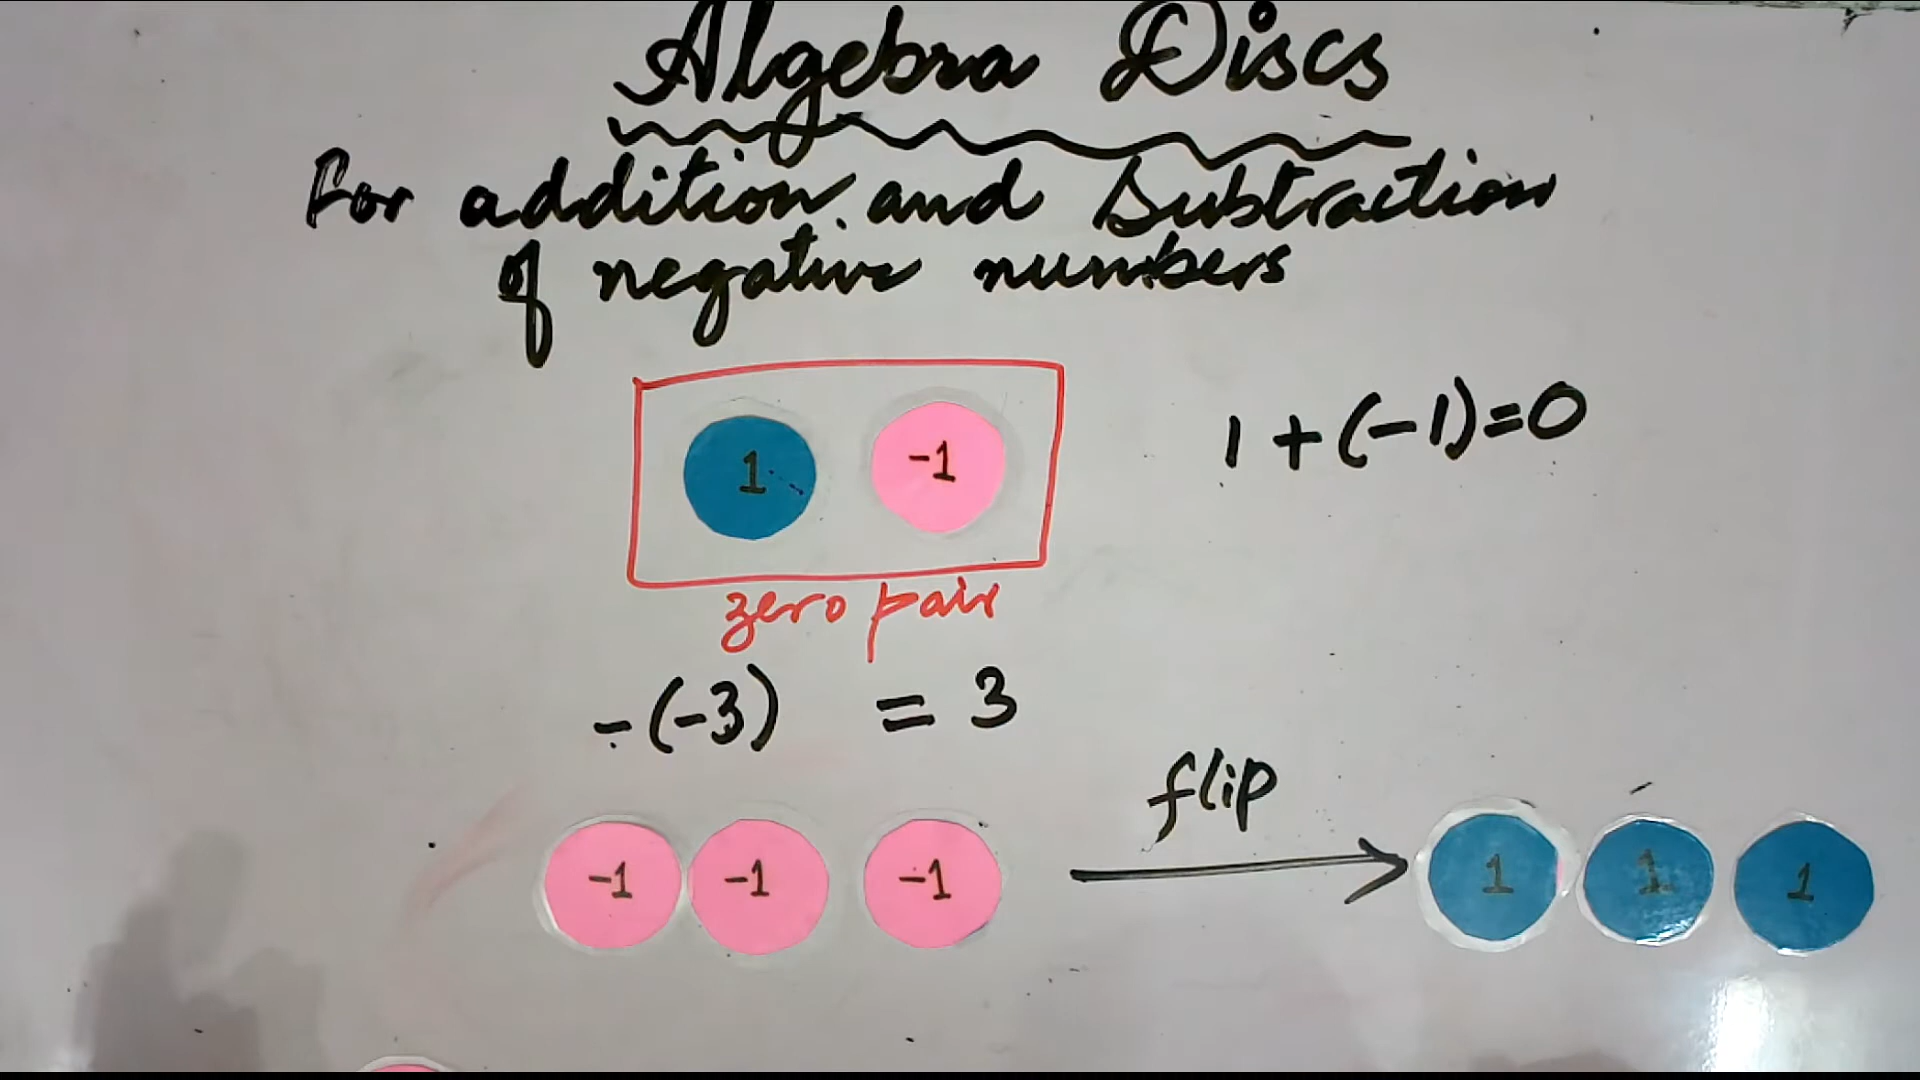 Algebra Discs
For addition and Subtraction
of negative numbers
1 -1
1 + (-1) = 0
zero pair
-(-3) = 3
flip
-1 -1 -1 1 1 1